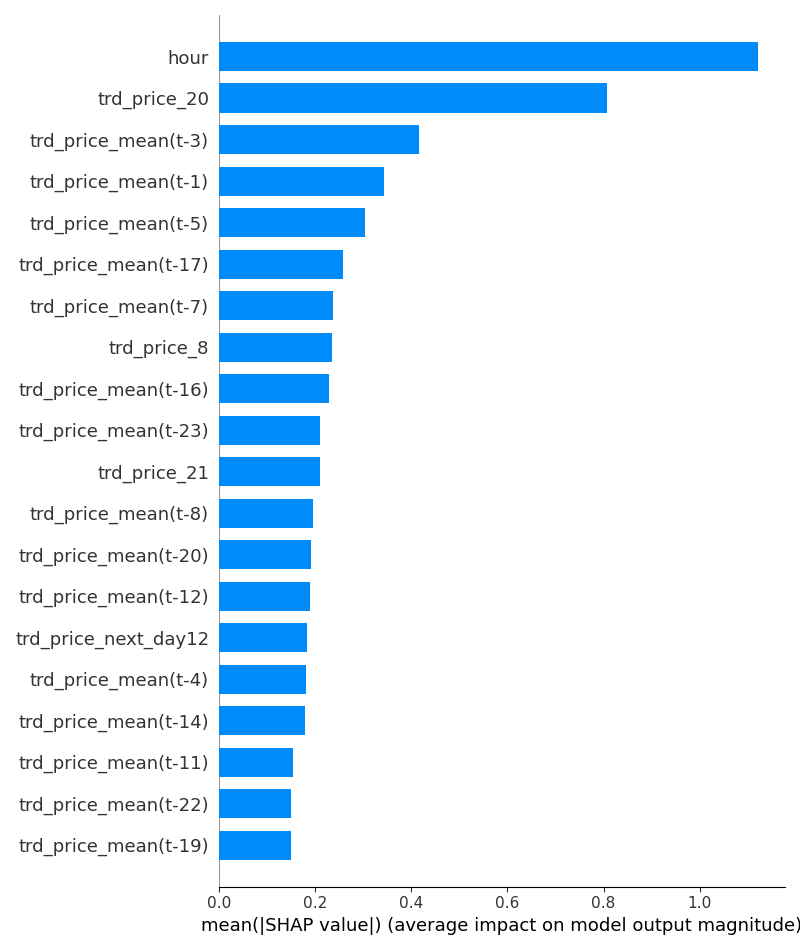 hour
trd_price_20
trd_price_mean(t-3)
trd_price_mean(t-1)
trd_price_mean(t-5)
trd_price_mean(t-17)
trd_price_mean(t-7)
trd_price_8
trd_price_mean(t-16)
trd_price_mean(t-23)
trd_price_21
trd_price_mean(t-8)
trd_price_mean(t-20)
trd_price_mean(t-12)
trd_price_next_day12
trd_price_mean(t-4)
trd_price_mean(t-14)
trd_price_mean(t-11)
trd_price_mean(t-22)
trd_price_mean(t-19)
0.0 0.2 0.4 0.6 0.8 1.0
mean(|SHAP value|) (average impact on model output magnitude)